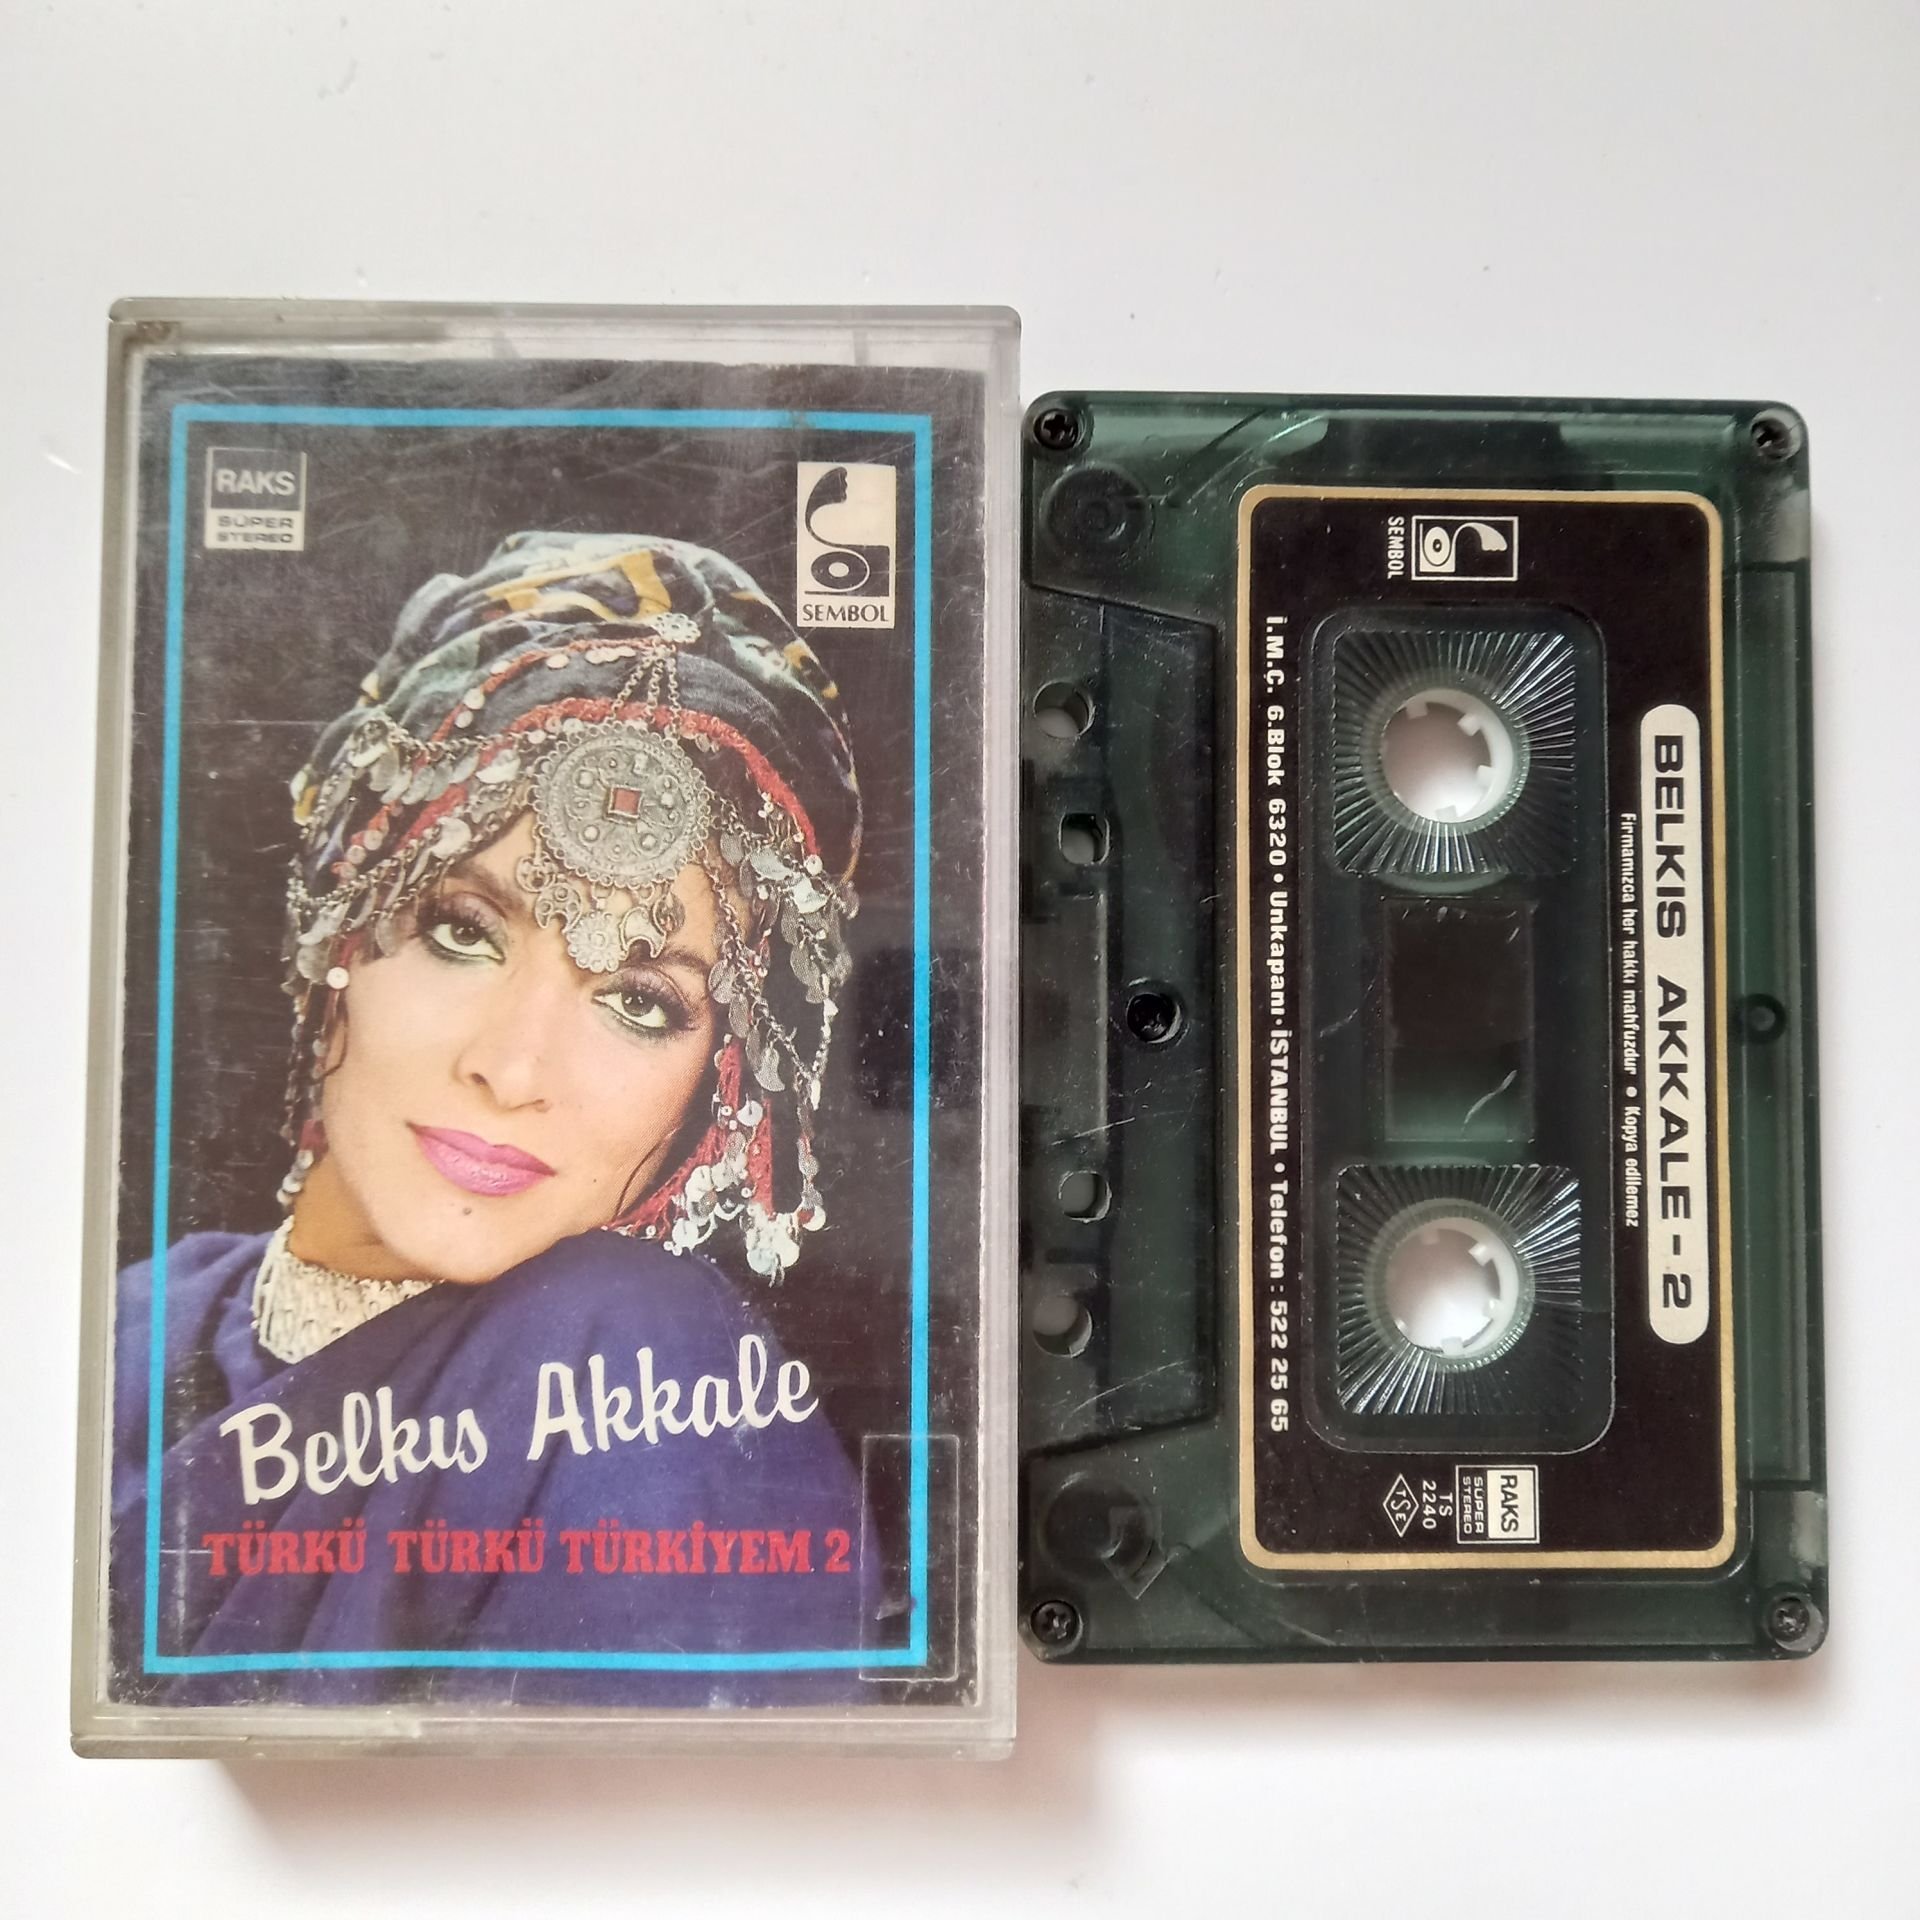 RAKS
SÜPER
STEREO
SEMBOL
Belkıs Akkale
TÜRKÜ TÜRKÜ TÜRKİYEM 2
SEMBOL
BELKIS AKKALE - 2
Firmamızca her hakkı mahfuzdur • Kopya edilemez
İ.M.Ç. 6.Blok 6320 • Unkapanı · İSTANBUL • Telefon : 522 25 65
RAKS
SÜPER
STEREO
TS
2240
TSE